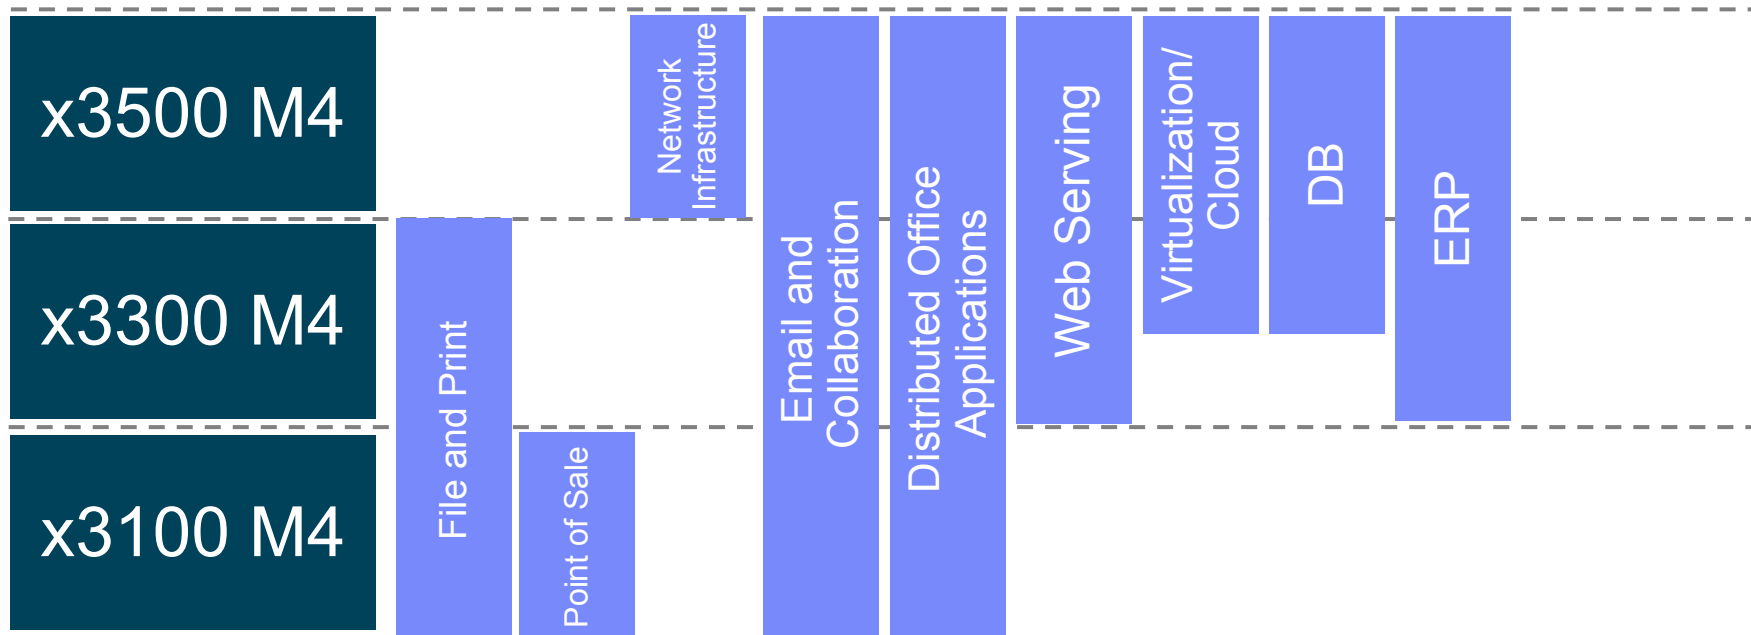 x3500 M4
x3300 M4
x3100 M4
File and Print
Point of Sale
Network
Infrastructure
Email and
Collaboration
Distributed Office
Applications
Web Serving
Virtualization/
Cloud
DB
ERP